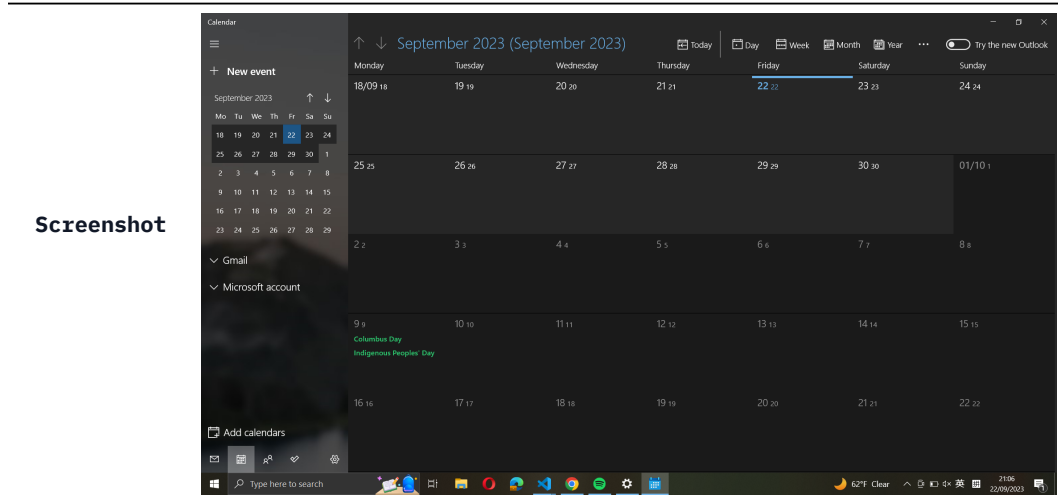 Screenshot
Calendar
↑ ↓ September 2023 (September 2023) Today Day Week Month Year ··· Try the new Outlook
+ New event
Monday Tuesday Wednesday Thursday Friday Saturday Sunday
September 2023 ↑ ↓
Mo Tu We Th Fr Sa Su
18 19 20 21 22 23 24
25 26 27 28 29 30 1
2 3 4 5 6 7 8
9 10 11 12 13 14 15
16 17 18 19 20 21 22
23 24 25 26 27 28 29
Gmail
Microsoft account
Add calendars
18/09 18 19 19 20 20 21 21 22 22 23 23 24 24
25 25 26 26 27 27 28 28 29 29 30 30 01/10 1
2 2 3 3 4 4 5 5 6 6 7 7 8 8
9 9 10 10 11 11 12 12 13 13 14 14 15 15
Columbus Day
Indigenous Peoples' Day
16 16 17 17 18 18 19 19 20 20 21 21 22 22
Type here to search
62°F Clear 英 21:06
22/09/2023